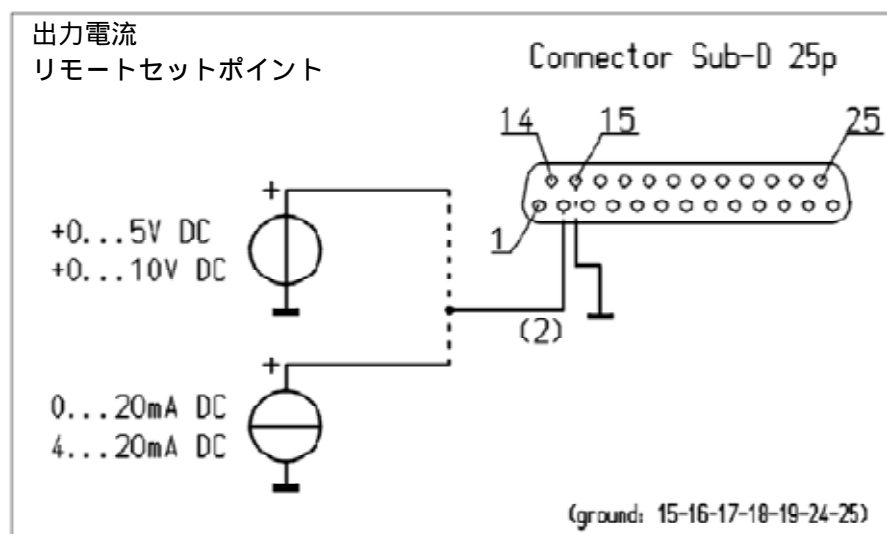 出力電流
リモートセットポイント
Connector Sub-D 25p
14 15 25
1
+
+0...5V DC
+0...10V DC
(2)
+
0...20mA DC
4...20mA DC
(ground: 15-16-17-18-19-24-25)